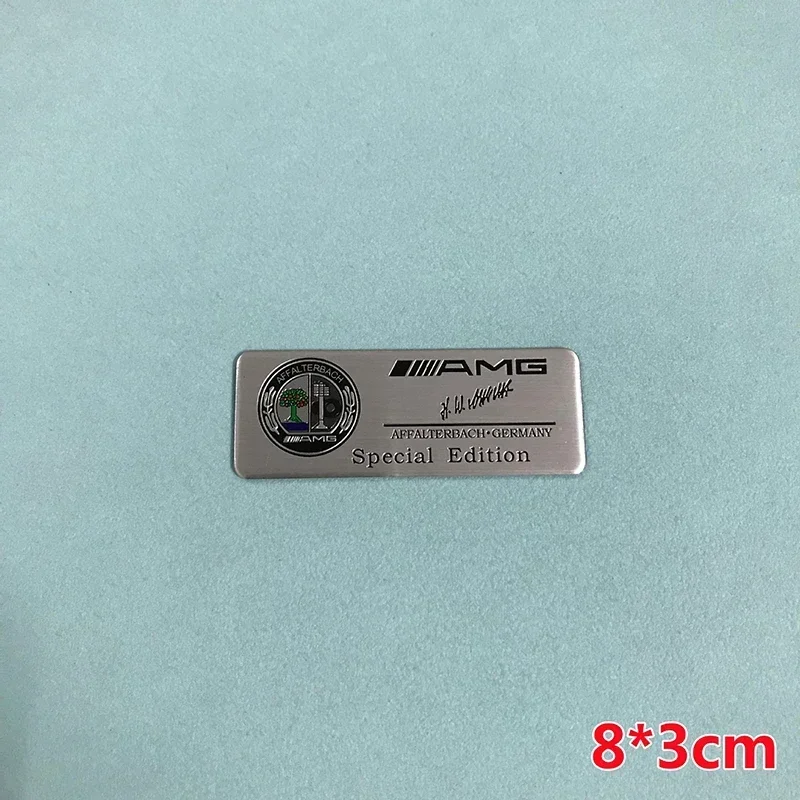 AFFALTERBACH
AMG
AMG
AFFALTERBACH•GERMANY
Special Edition
8*3cm